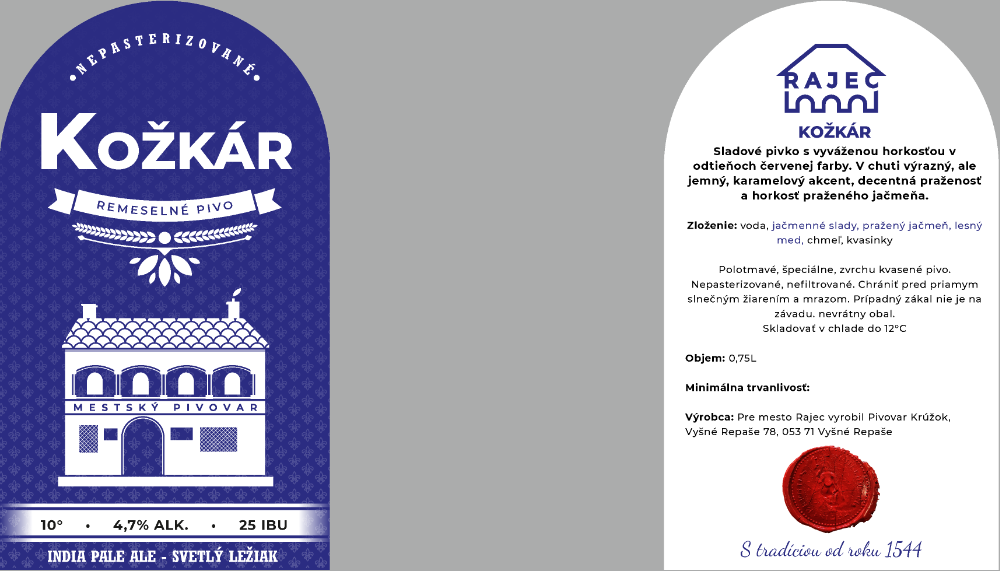 •NEPASTERIZOVANÉ•
KOŽKÁR
REMESELNÉ PIVO
MESTSKÝ PIVOVAR
10° • 4,7% ALK. • 25 IBU
INDIA PALE ALE - SVETLÝ LEŽIAK
RAJEC
KOŽKÁR
Sladové pivko s vyváženou horkosťou v
odtieňoch červenej farby. V chuti výrazný, ale
jemný, karamelový akcent, decentná praženosť
a horkosť praženého jačmeňa.
Zloženie: voda, jačmenné slady, pražený jačmeň, lesný
med, chmeľ, kvasinky
Polotmavé, špeciálne, zvrchu kvasené pivo.
Nepasterizované, nefiltrované. Chrániť pred priamym
slnečným žiarením a mrazom. Prípadný zákal nie je na
závadu. nevrátny obal.
Skladovať v chlade do 12°C
Objem: 0,75L
Minimálna trvanlivosť:
Výrobca: Pre mesto Rajec vyrobil Pivovar Krúžok,
Vyšné Repaše 78, 053 71 Vyšné Repaše
S tradíciou od roku 1544